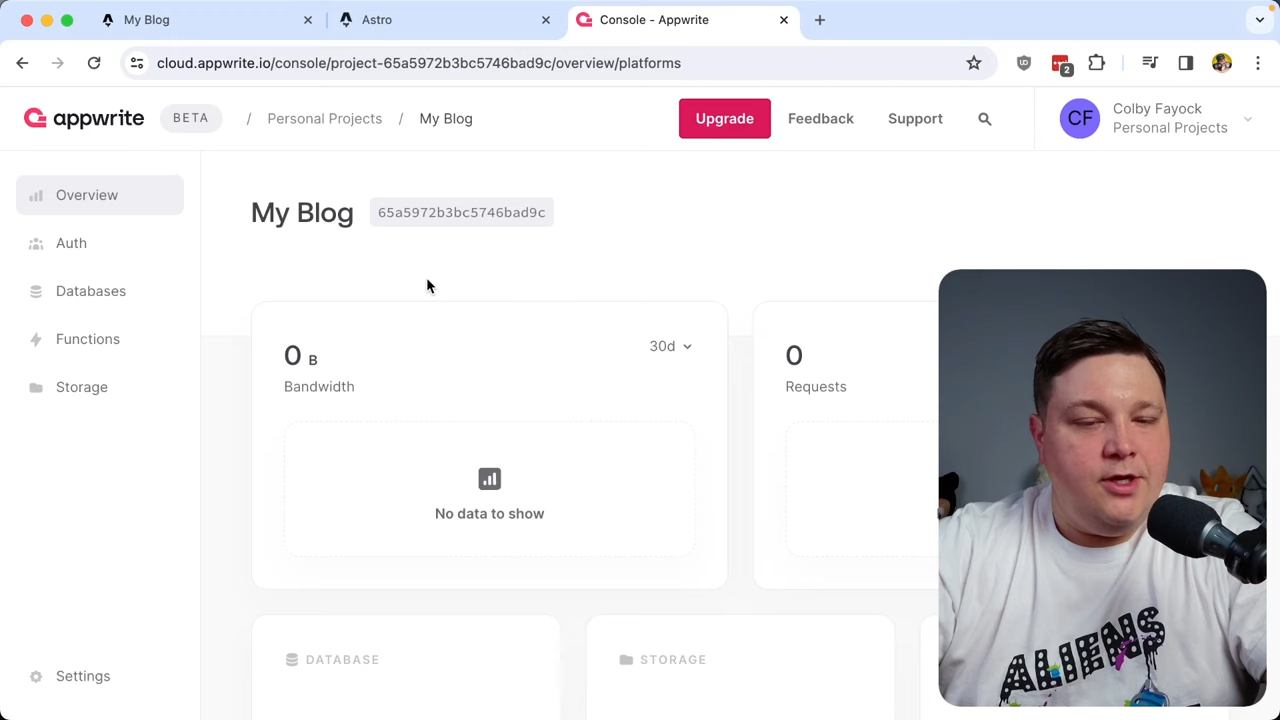 My Blog
Astro
Console - Appwrite
cloud.appwrite.io/console/project-65a5972b3bc5746bad9c/overview/platforms
2
appwrite
BETA
/ Personal Projects / My Blog
Upgrade
Feedback
Support
CF
Colby Fayock
Personal Projects
Overview
Auth
Databases
Functions
Storage
Settings
My Blog
65a5972b3bc5746bad9c
0 B
30d
Bandwidth
No data to show
0
Requests
DATABASE
STORAGE
ALIENS